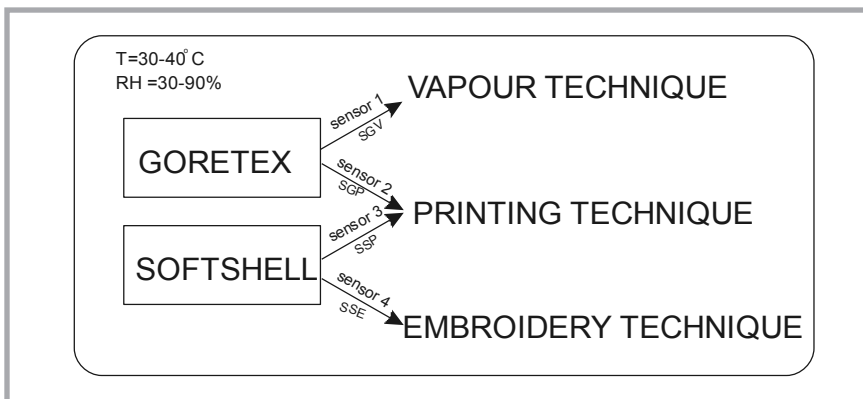 T=30-40°C
RH =30-90%
VAPOUR TECHNIQUE
sensor 1
SGV
GORETEX
sensor 2
SGP
PRINTING TECHNIQUE
sensor 3
SSP
SOFTSHELL
sensor 4
SSE
EMBROIDERY TECHNIQUE